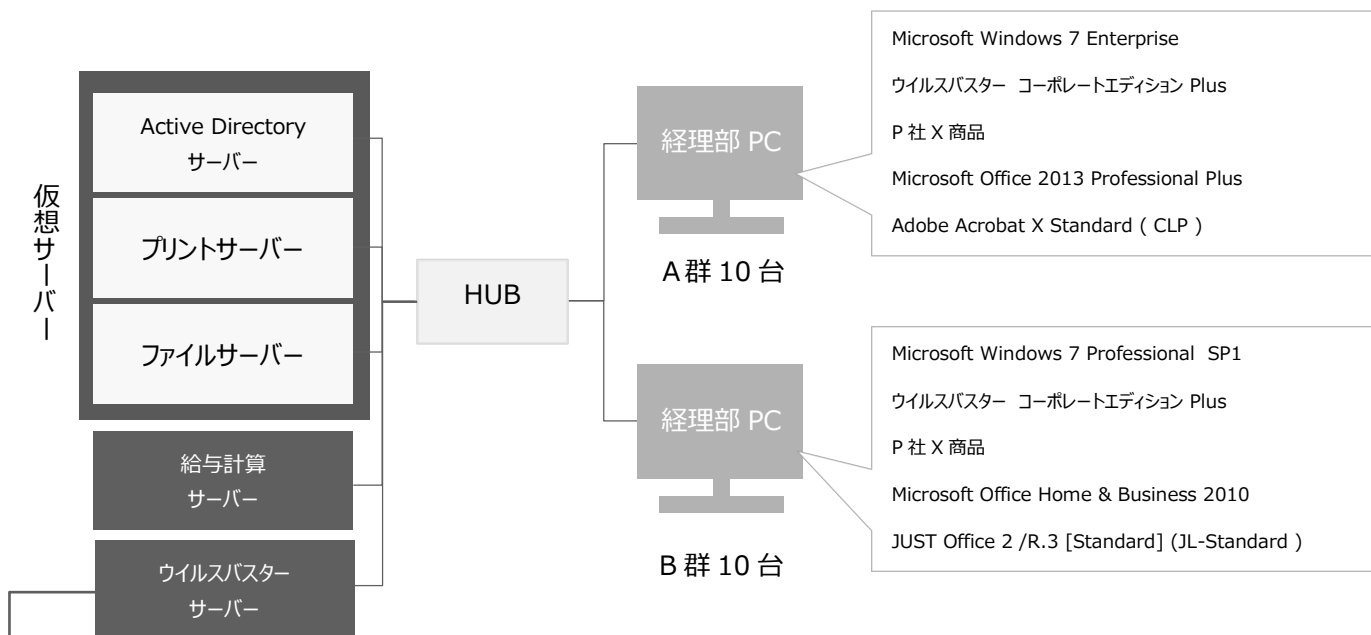 仮想サーバー
Active Directory
サーバー
プリントサーバー
ファイルサーバー
給与計算
サーバー
ウイルスバスター
サーバー
HUB
経理部 PC
A群 10 台
経理部 PC
B 群 10 台
Microsoft Windows 7 Enterprise
ウイルスバスター コーポレートエディション Plus
P 社 X 商品
Microsoft Office 2013 Professional Plus
Adobe Acrobat X Standard ( CLP )
Microsoft Windows 7 Professional SP1
ウイルスバスター コーポレートエディション Plus
P 社 X 商品
Microsoft Office Home & Business 2010
JUST Office 2 /R.3 [Standard] (JL-Standard )